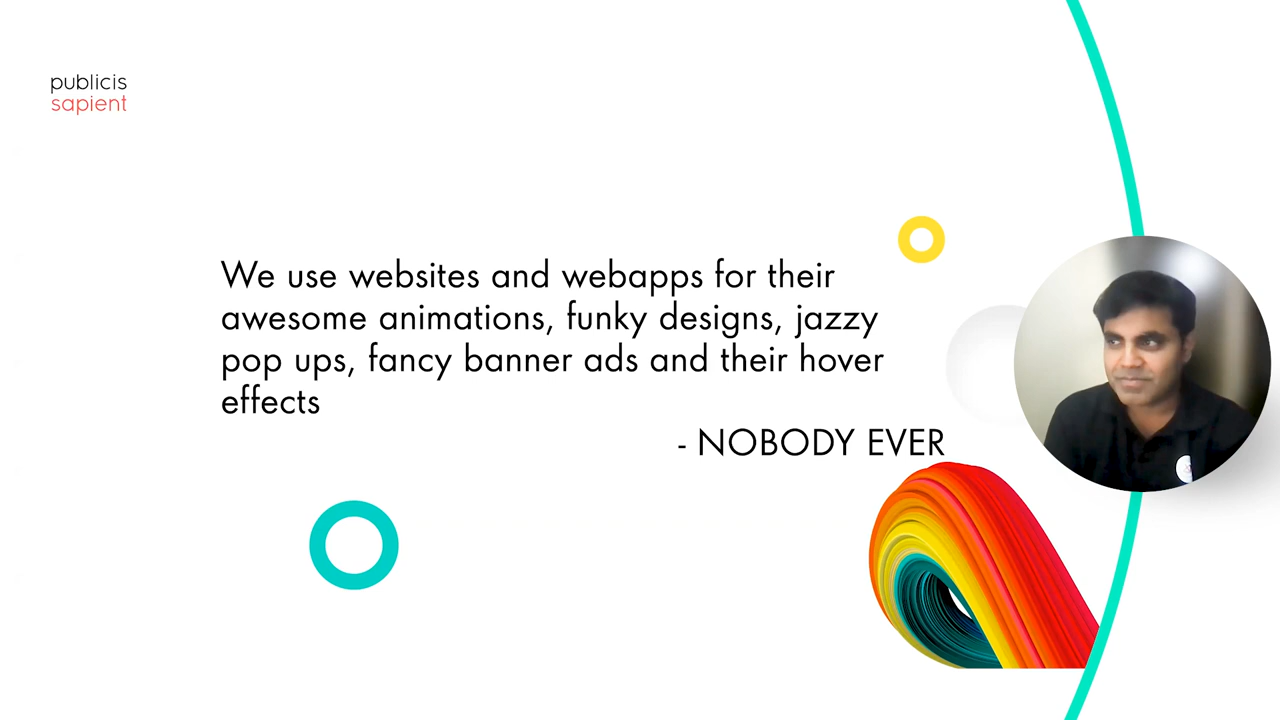 publicis
sapient
We use websites and webapps for their
awesome animations, funky designs, jazzy
pop ups, fancy banner ads and their hover
effects
- NOBODY EVER